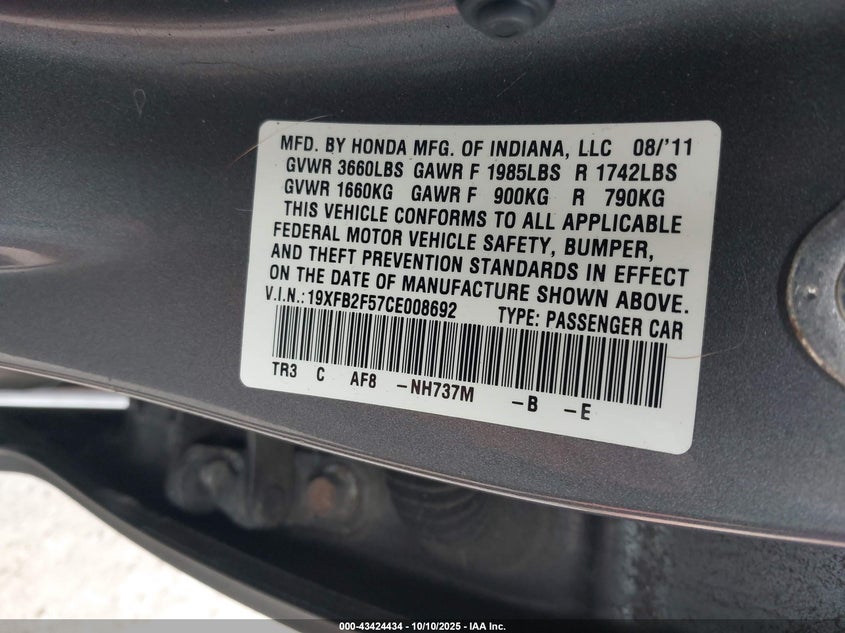 MFD. BY HONDA MFG. OF INDIANA, LLC 08/'11
GVWR 3660LBS GAWR F 1985LBS R 1742LBS
GVWR 1660KG GAWR F 900KG R 790KG
THIS VEHICLE CONFORMS TO ALL APPLICABLE
FEDERAL MOTOR VEHICLE SAFETY, BUMPER,
AND THEFT PREVENTION STANDARDS IN EFFECT
ON THE DATE OF MANUFACTURE SHOWN ABOVE.
V.I.N.:19XFB2F57CE008692 TYPE: PASSENGER CAR
TR3 C AF8 -NH737M -B -E
000-43424434 - 10/10/2025 - IAA Inc.